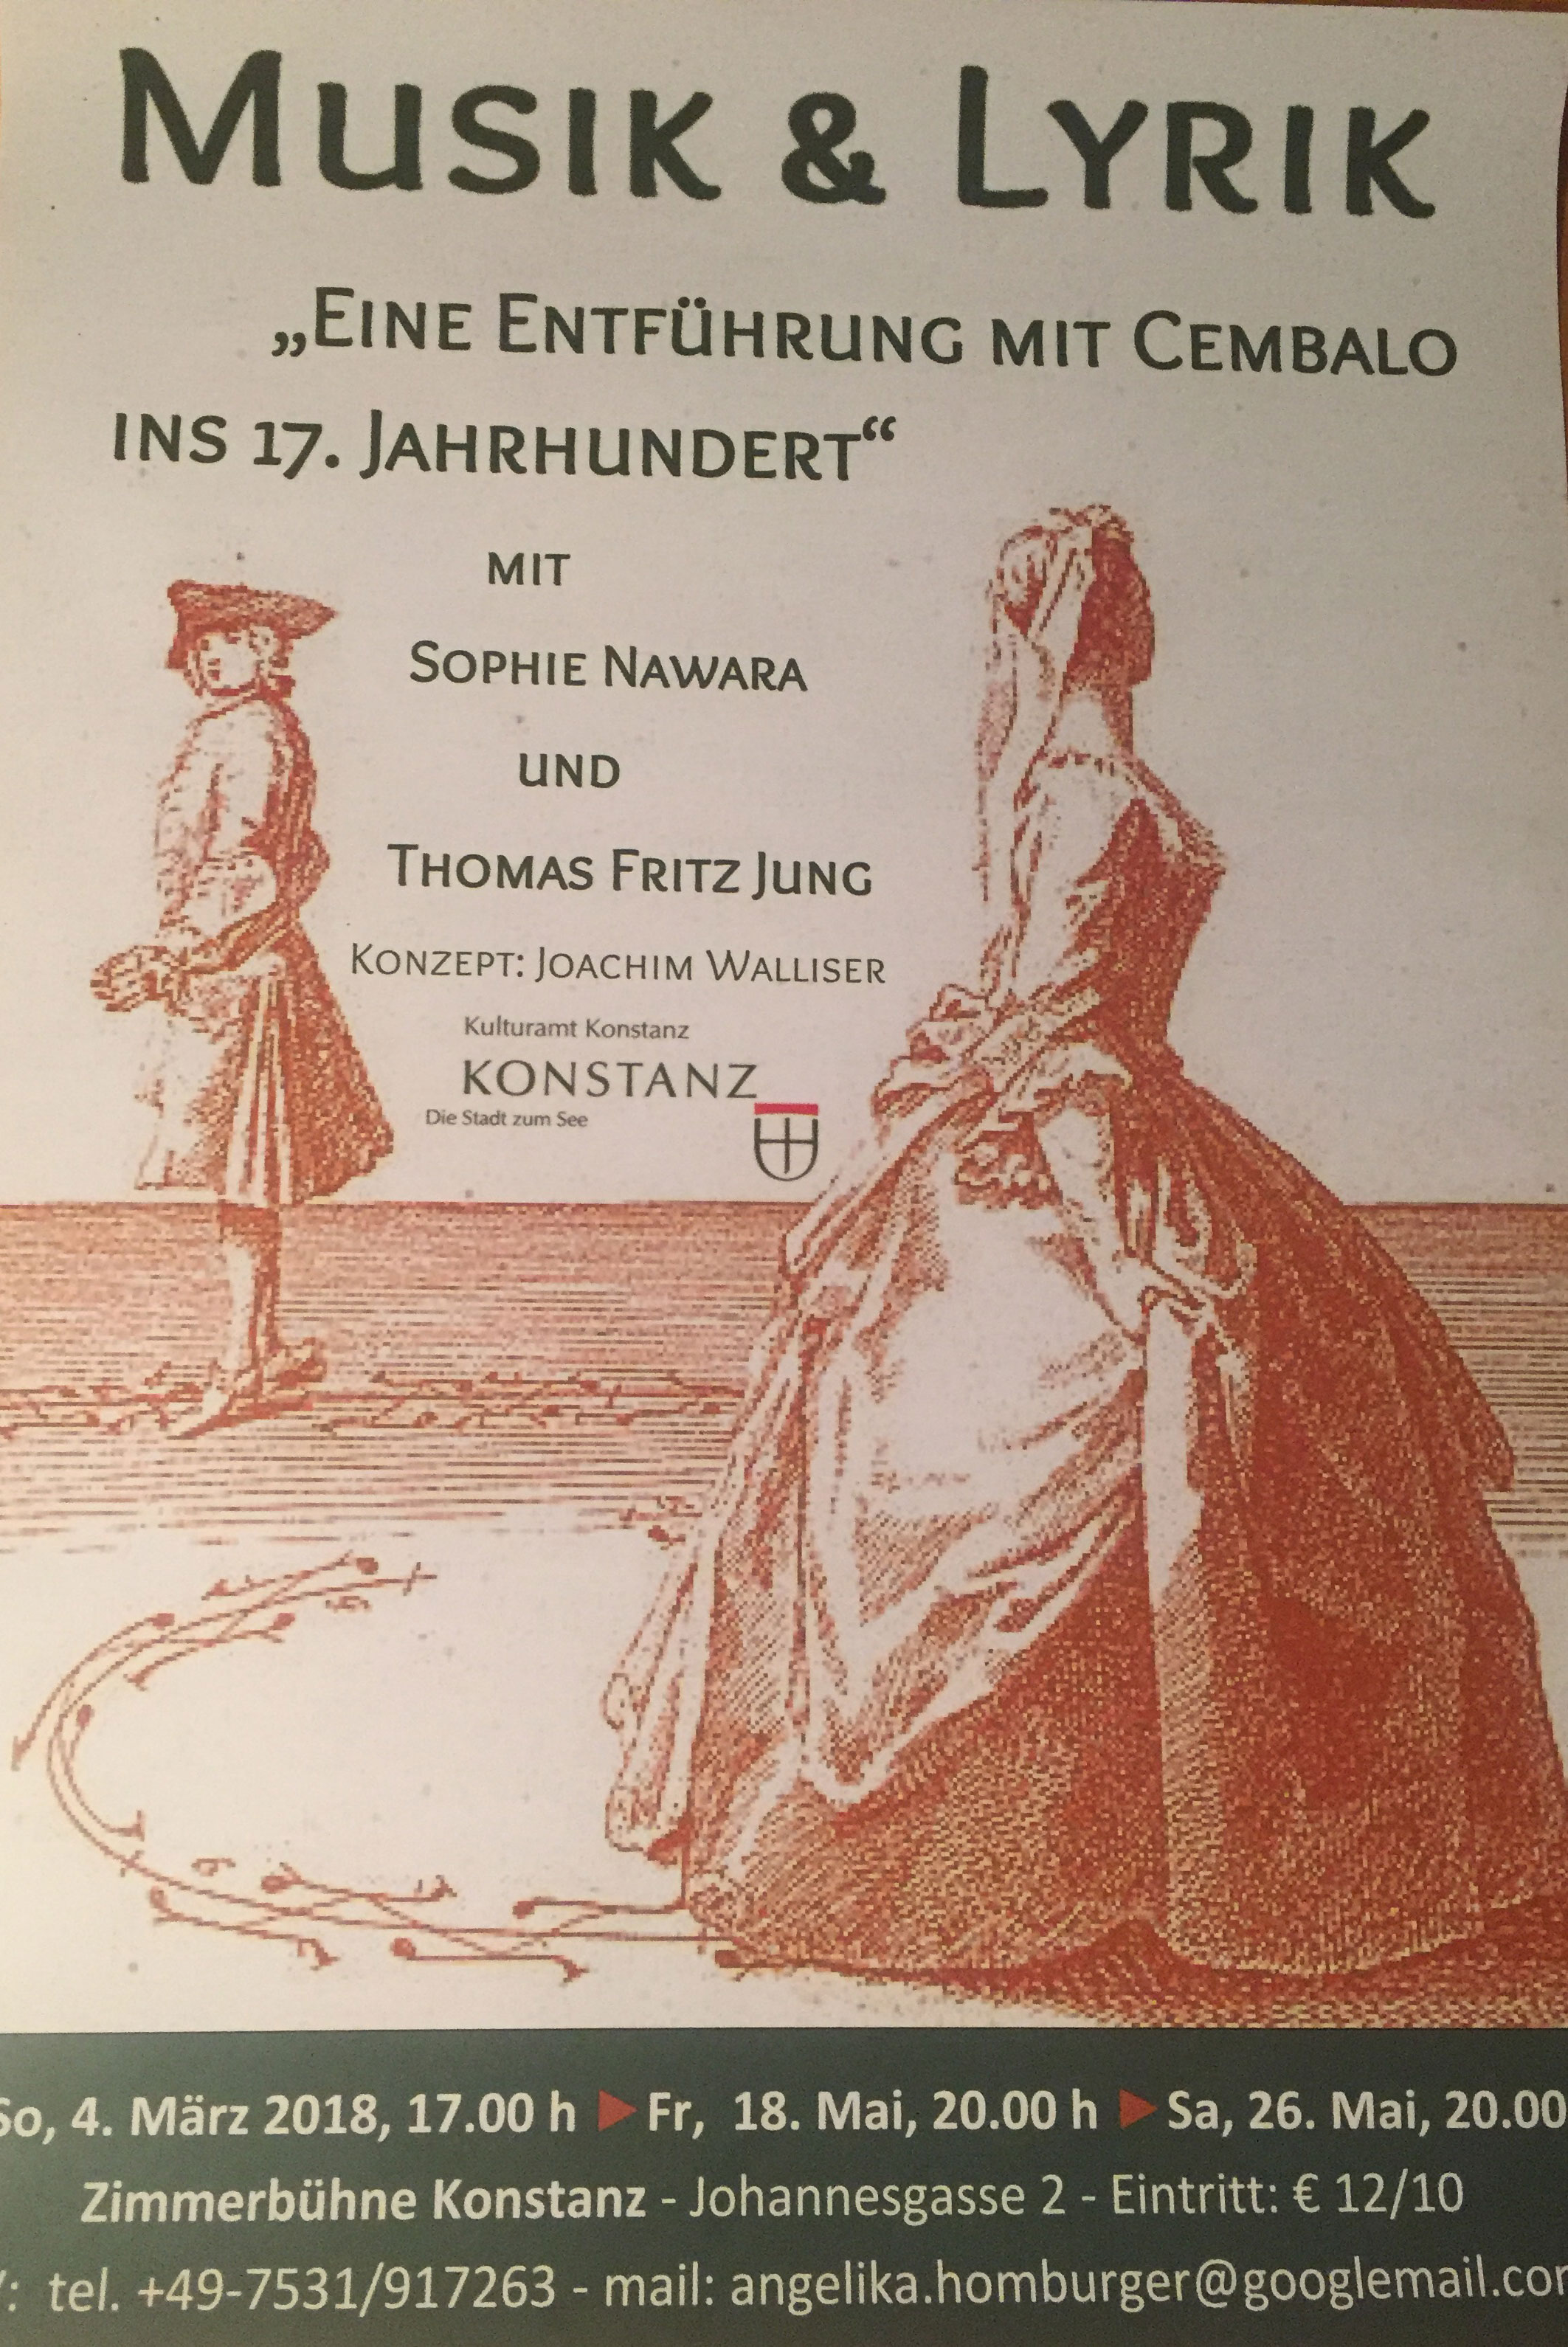 MUSIK & LYRIK
„EINE ENTFÜHRUNG MIT CEMBALO
INS 17. JAHRHUNDERT“
MIT
SOPHIE NAWARA
UND
THOMAS FRITZ JUNG
KONZEPT: JOACHIM WALLISER
Kulturamt Konstanz
KONSTANZ
Die Stadt zum See
So, 4. März 2018, 17.00 h ▶ Fr, 18. Mai, 20.00 h ▶ Sa, 26. Mai, 20.00
Zimmerbühne Konstanz - Johannesgasse 2 - Eintritt: € 12/10
: tel. +49-7531/917263 - mail: angelika.homburger@googlemail.com